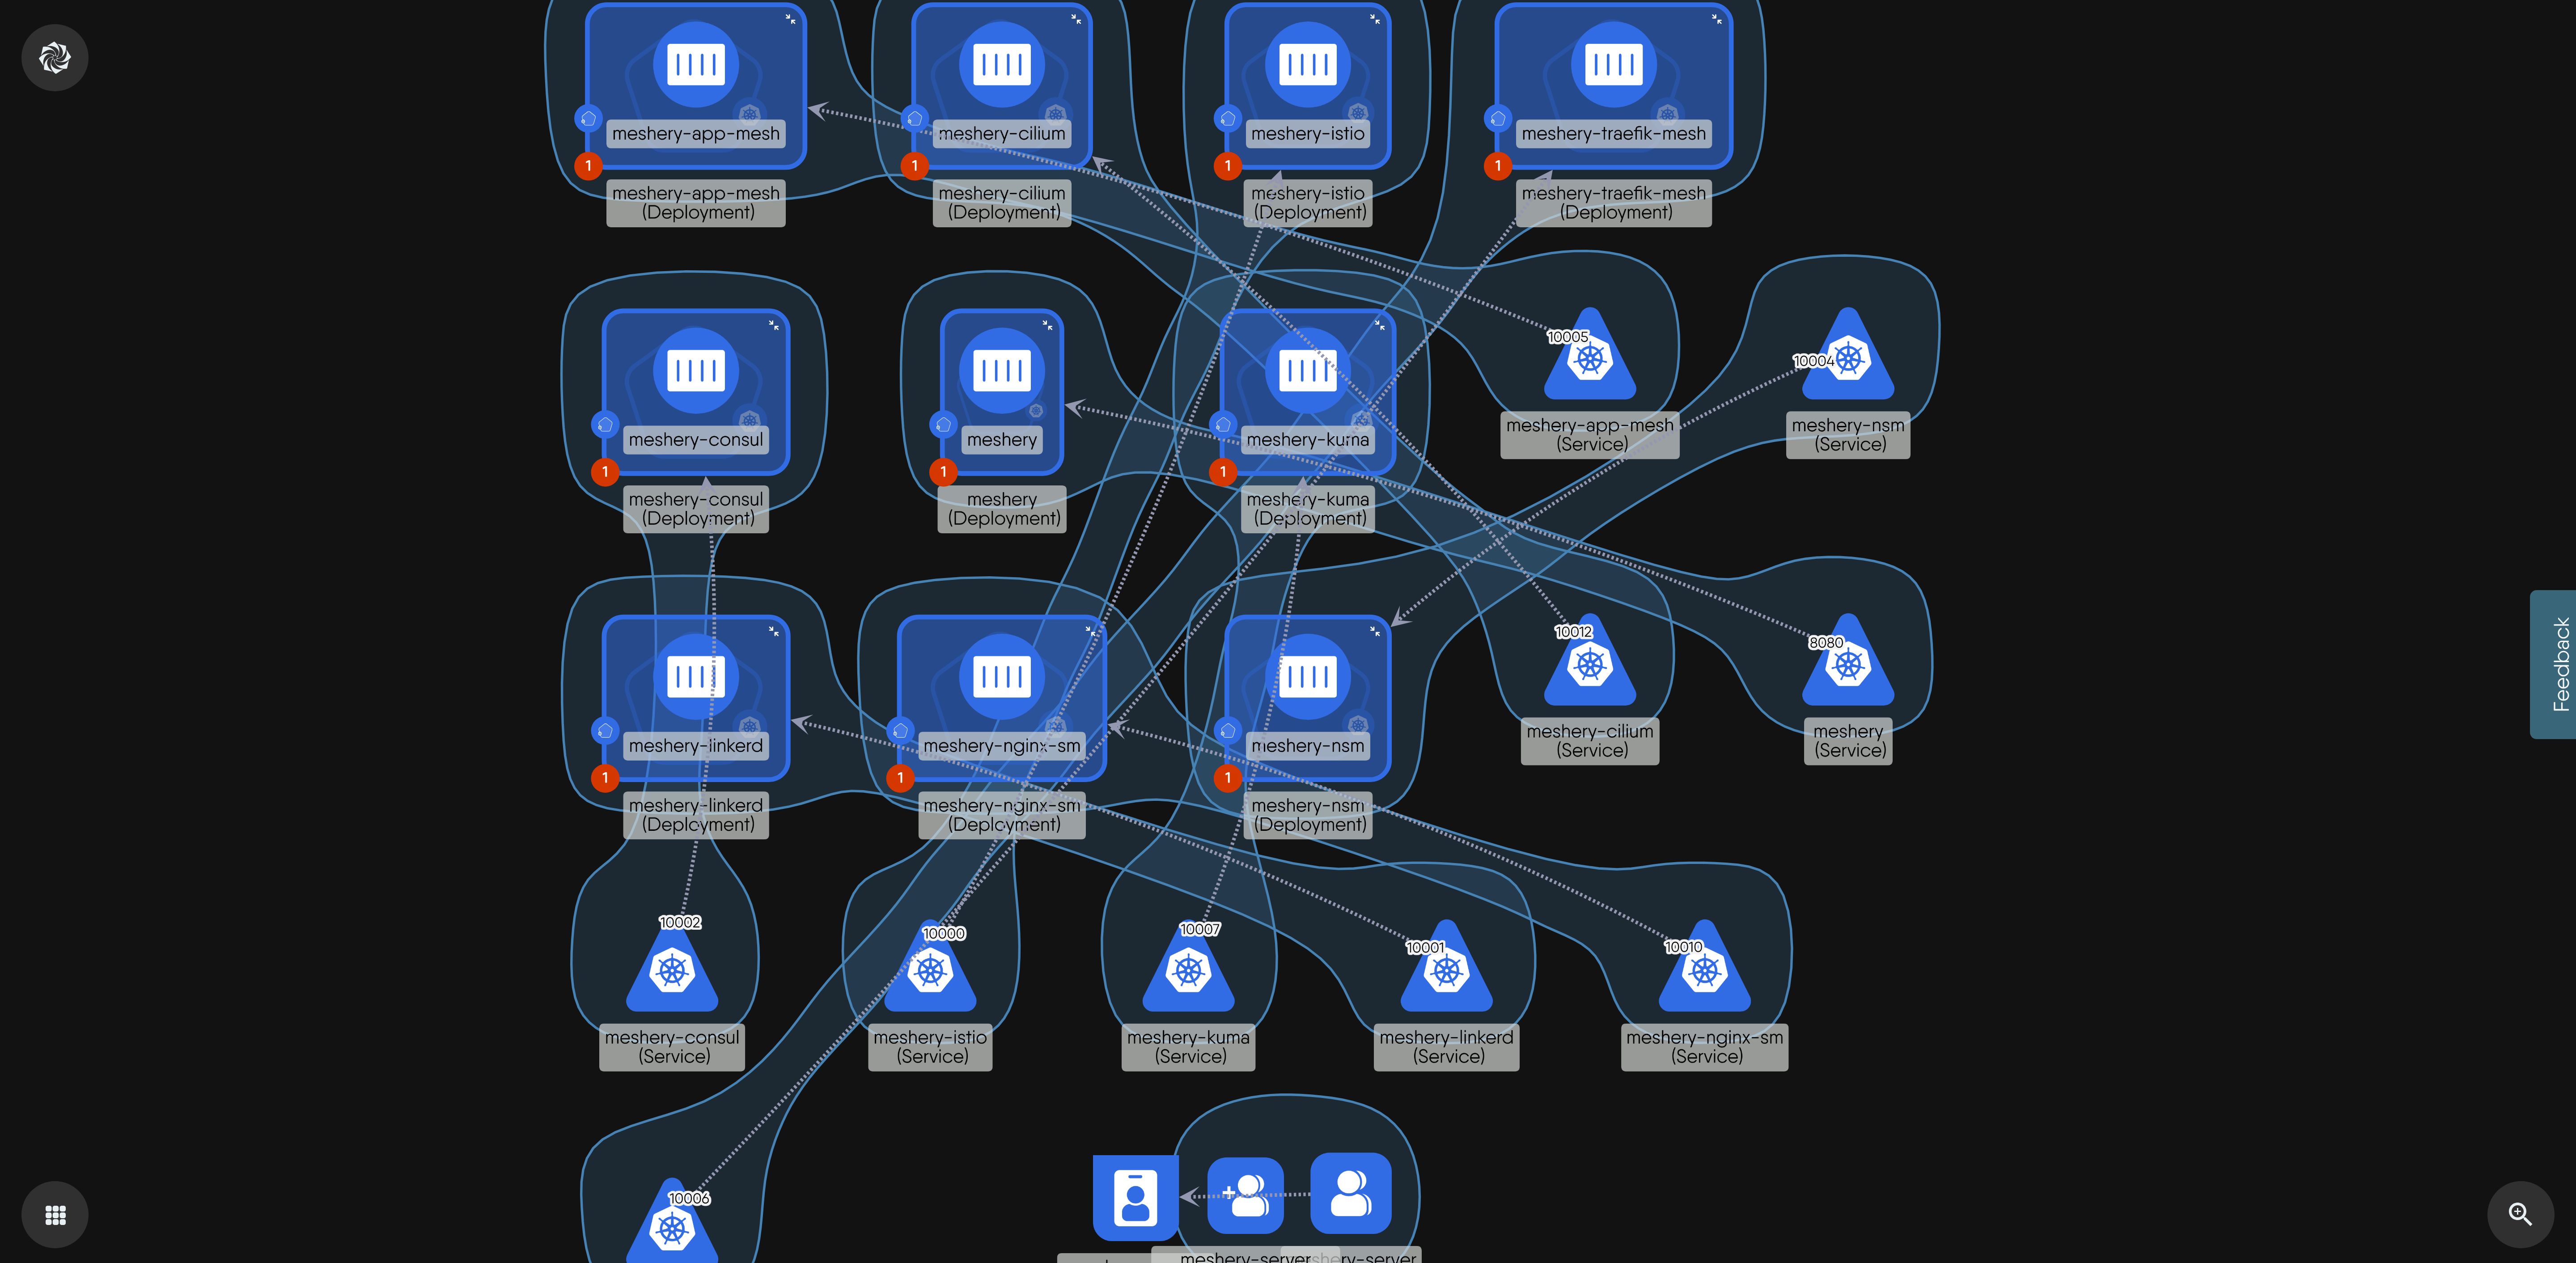 meshery-app-mesh
meshery-cilium
meshery-istio
meshery-traefik-mesh
1
1
1
1
meshery-app-mesh
(Deployment)
meshery-cilium
(Deployment)
meshery-istio
(Deployment)
meshery-traefik-mesh
(Deployment)
10005
10004
meshery-consul
meshery
meshery-kuma
meshery-app-mesh
(Service)
meshery-nsm
(Service)
1
1
1
meshery-consul
(Deployment)
meshery
(Deployment)
meshery-kuma
(Deployment)
10012
8080
Feedback
meshery-linkerd
meshery-nginx-sm
meshery-nsm
meshery-cilium
(Service)
meshery
(Service)
1
1
1
meshery-linkerd
(Deployment)
meshery-nginx-sm
(Deployment)
meshery-nsm
(Deployment)
10002
10000
10007
10001
10010
meshery-consul
(Service)
meshery-istio
(Service)
meshery-kuma
(Service)
meshery-linkerd
(Service)
meshery-nginx-sm
(Service)
10006
meshery-server